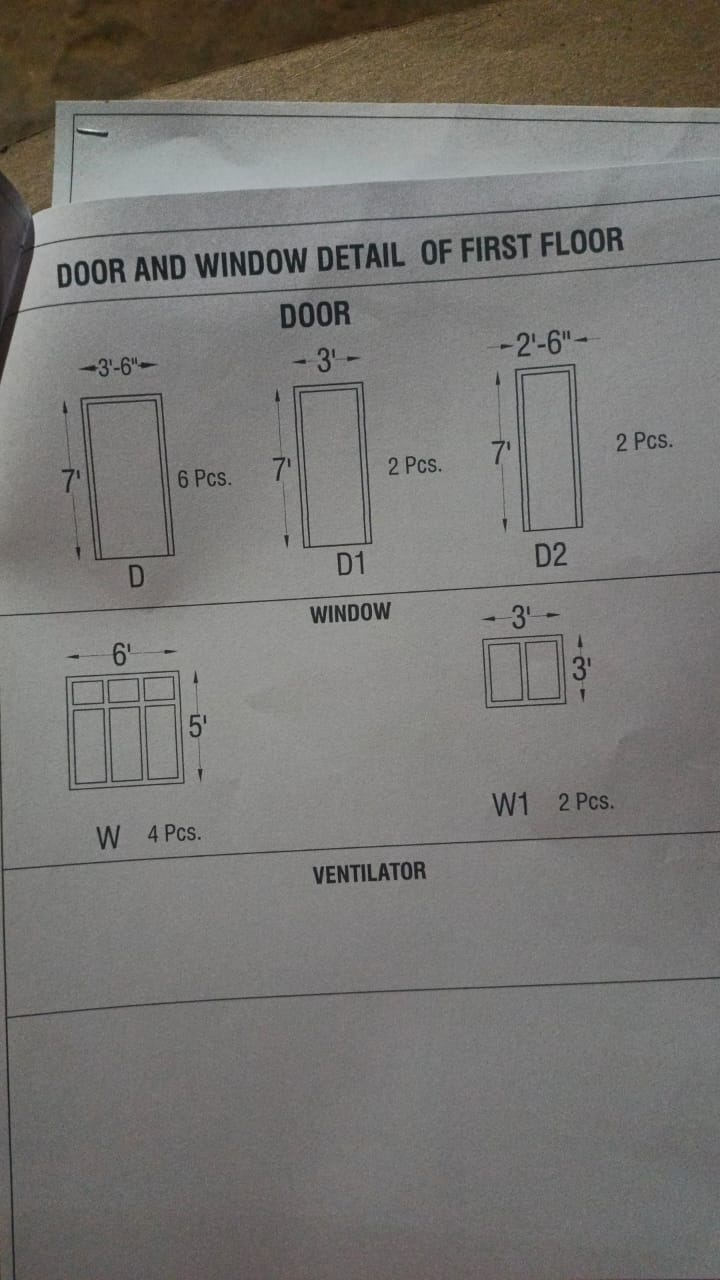 DOOR AND WINDOW DETAIL OF FIRST FLOOR
DOOR
3'-6" 3' 2'-6"
7' 6 Pcs. 7' 2 Pcs. 7' 2 Pcs.
D D1 D2
WINDOW
6' 3'
5' 3'
W 4 Pcs. W1 2 Pcs.
VENTILATOR